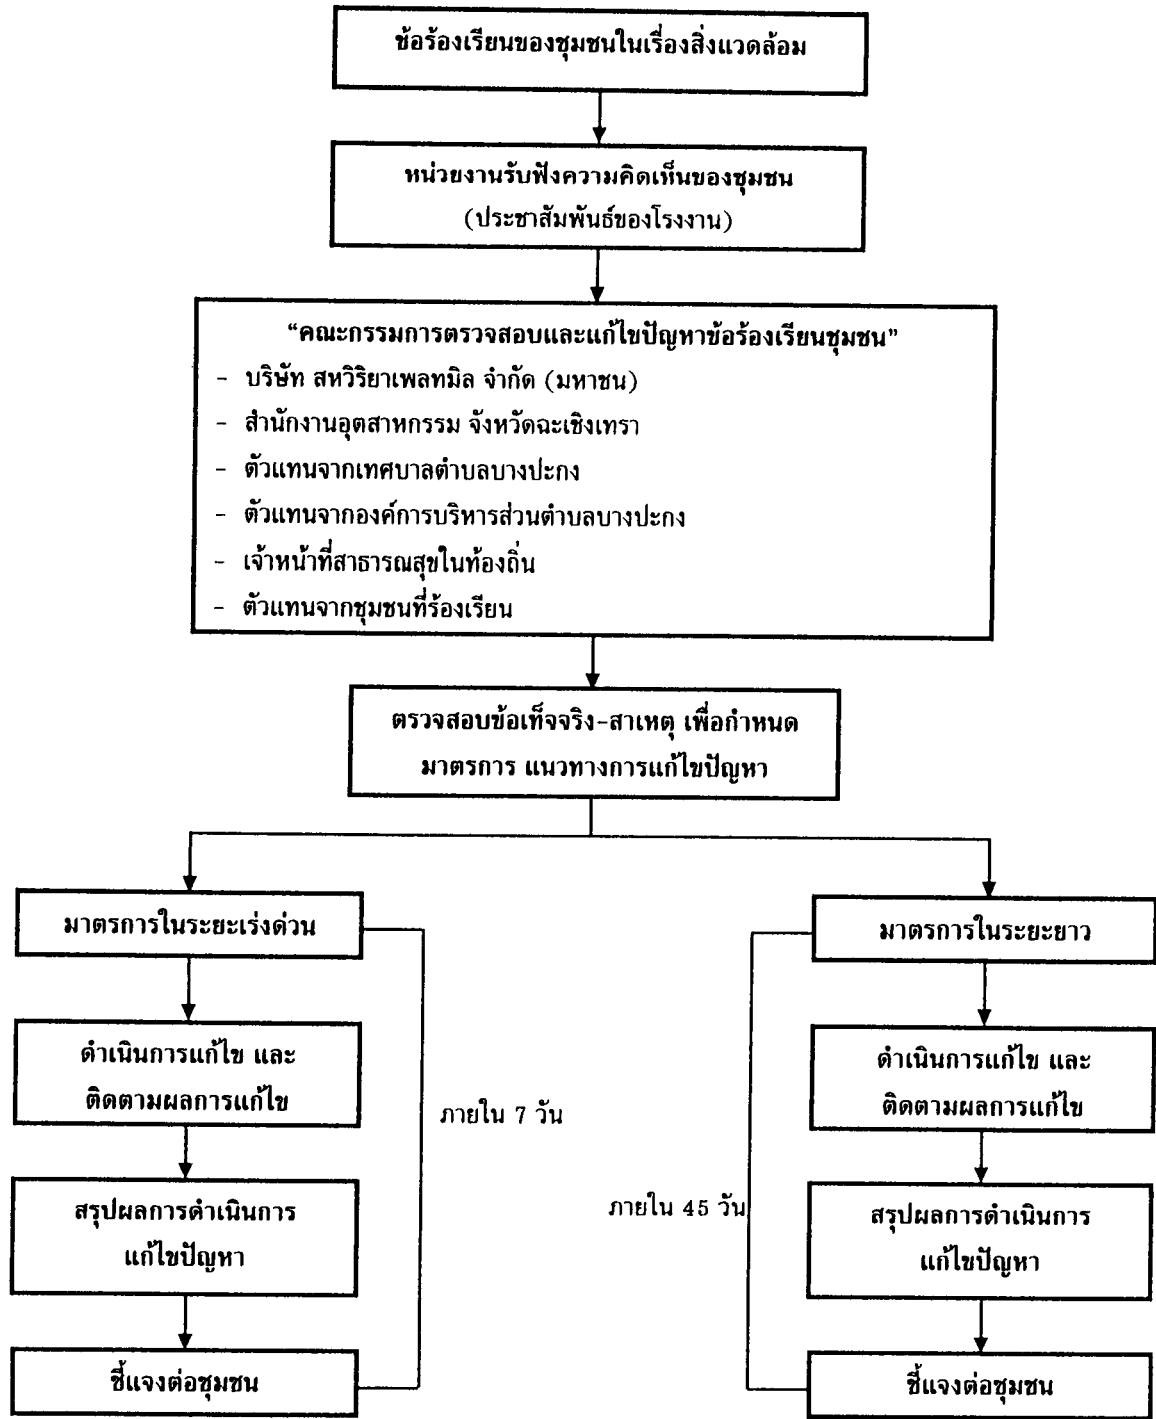 ข้อร้องเรียนของชุมชนในเรื่องสิ่งแวดล้อม
หน่วยงานรับฟังความคิดเห็นของชุมชน
(ประชาสัมพันธ์ของโรงงาน)
“คณะกรรมการตรวจสอบและแก้ไขปัญหาข้อร้องเรียนชุมชน”
- บริษัท สหวิริยาเพลทมิล จำกัด (มหาชน)
- สำนักงานอุตสาหกรรม จังหวัดฉะเชิงเทรา
- ตัวแทนจากเทศบาลตำบลบางปะกง
- ตัวแทนจากองค์การบริหารส่วนตำบลบางปะกง
- เจ้าหน้าที่สาธารณสุขในท้องถิ่น
- ตัวแทนจากชุมชนที่ร้องเรียน
ตรวจสอบข้อเท็จจริง-สาเหตุ เพื่อกำหนด
มาตรการ แนวทางการแก้ไขปัญหา
มาตรการในระยะเร่งด่วน
ดำเนินการแก้ไข และ
ติดตามผลการแก้ไข
สรุปผลการดำเนินการ
แก้ไขปัญหา
ชี้แจงต่อชุมชน
ภายใน 7 วัน
มาตรการในระยะยาว
ดำเนินการแก้ไข และ
ติดตามผลการแก้ไข
สรุปผลการดำเนินการ
แก้ไขปัญหา
ชี้แจงต่อชุมชน
ภายใน 45 วัน